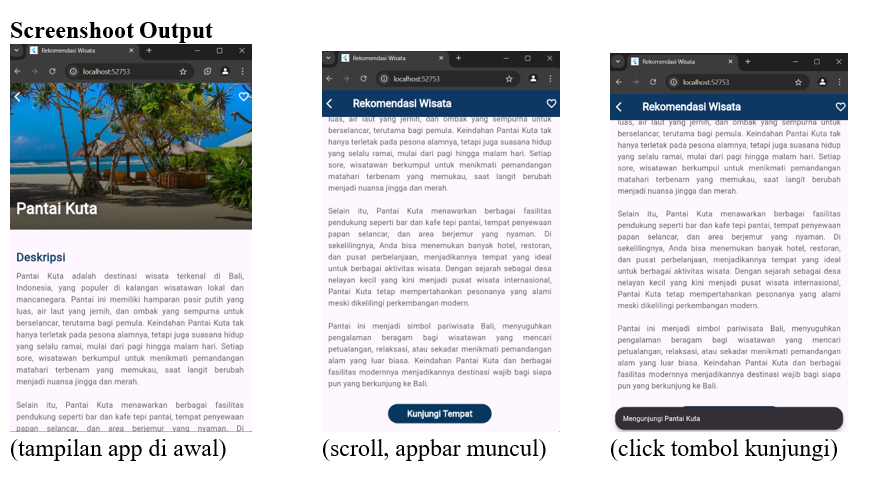 Screenshoot Output
Rekomendasi Wisata
localhost:52753
Pantai Kuta
Deskripsi
Pantai Kuta adalah destinasi wisata terkenal di Bali,
Indonesia, yang populer di kalangan wisatawan lokal dan
mancanegara. Pantai ini memiliki hamparan pasir putih yang
luas, air laut yang jernih, dan ombak yang sempurna untuk
berselancar, terutama bagi pemula. Keindahan Pantai Kuta tak
hanya terletak pada pesona alamnya, tetapi juga suasana hidup
yang selalu ramai, mulai dari pagi hingga malam hari. Setiap
sore, wisatawan berkumpul untuk menikmati pemandangan
matahari terbenam yang memukau, saat langit berubah
menjadi nuansa jingga dan merah.
Selain itu, Pantai Kuta menawarkan berbagai fasilitas
pendukung seperti bar dan kafe tepi pantai, tempat penyewaan
papan selancar, dan area berjemur yang nyaman. Di
(tampilan app di awal)
Rekomendasi Wisata
localhost:52753
Rekomendasi Wisata
luas, air laut yang jernih, dan ombak yang sempurna untuk
berselancar, terutama bagi pemula. Keindahan Pantai Kuta tak
hanya terletak pada pesona alamnya, tetapi juga suasana hidup
yang selalu ramai, mulai dari pagi hingga malam hari. Setiap
sore, wisatawan berkumpul untuk menikmati pemandangan
matahari terbenam yang memukau, saat langit berubah
menjadi nuansa jingga dan merah.
Selain itu, Pantai Kuta menawarkan berbagai fasilitas
pendukung seperti bar dan kafe tepi pantai, tempat penyewaan
papan selancar, dan area berjemur yang nyaman. Di
sekelilingnya, Anda bisa menemukan banyak hotel, restoran,
dan pusat perbelanjaan, menjadikannya tempat yang ideal
untuk berbagai aktivitas wisata. Dengan sejarah sebagai desa
nelayan kecil yang kini menjadi pusat wisata internasional,
Pantai Kuta tetap mempertahankan pesonanya yang alami
meski dikelilingi perkembangan modern.
Pantai ini menjadi simbol pariwisata Bali, menyuguhkan
pengalaman beragam bagi wisatawan yang mencari
petualangan, relaksasi, atau sekadar menikmati pemandangan
alam yang luar biasa. Keindahan Pantai Kuta dan berbagai
fasilitas modernnya menjadikannya destinasi wajib bagi siapa
pun yang berkunjung ke Bali.
Kunjungi Tempat
(scroll, appbar muncul)
Rekomendasi Wisata
localhost:52753
Rekomendasi Wisata
luas, air laut yang jernih, dan ombak yang sempurna untuk
berselancar, terutama bagi pemula. Keindahan Pantai Kuta tak
hanya terletak pada pesona alamnya, tetapi juga suasana hidup
yang selalu ramai, mulai dari pagi hingga malam hari. Setiap
sore, wisatawan berkumpul untuk menikmati pemandangan
matahari terbenam yang memukau, saat langit berubah
menjadi nuansa jingga dan merah.
Selain itu, Pantai Kuta menawarkan berbagai fasilitas
pendukung seperti bar dan kafe tepi pantai, tempat penyewaan
papan selancar, dan area berjemur yang nyaman. Di
sekelilingnya, Anda bisa menemukan banyak hotel, restoran,
dan pusat perbelanjaan, menjadikannya tempat yang ideal
untuk berbagai aktivitas wisata. Dengan sejarah sebagai desa
nelayan kecil yang kini menjadi pusat wisata internasional,
Pantai Kuta tetap mempertahankan pesonanya yang alami
meski dikelilingi perkembangan modern.
Pantai ini menjadi simbol pariwisata Bali, menyuguhkan
pengalaman beragam bagi wisatawan yang mencari
petualangan, relaksasi, atau sekadar menikmati pemandangan
alam yang luar biasa. Keindahan Pantai Kuta dan berbagai
fasilitas modernnya menjadikannya destinasi wajib bagi siapa
pun yang berkunjung ke Bali.
Mengunjungi Pantai Kuta
(click tombol kunjungi)